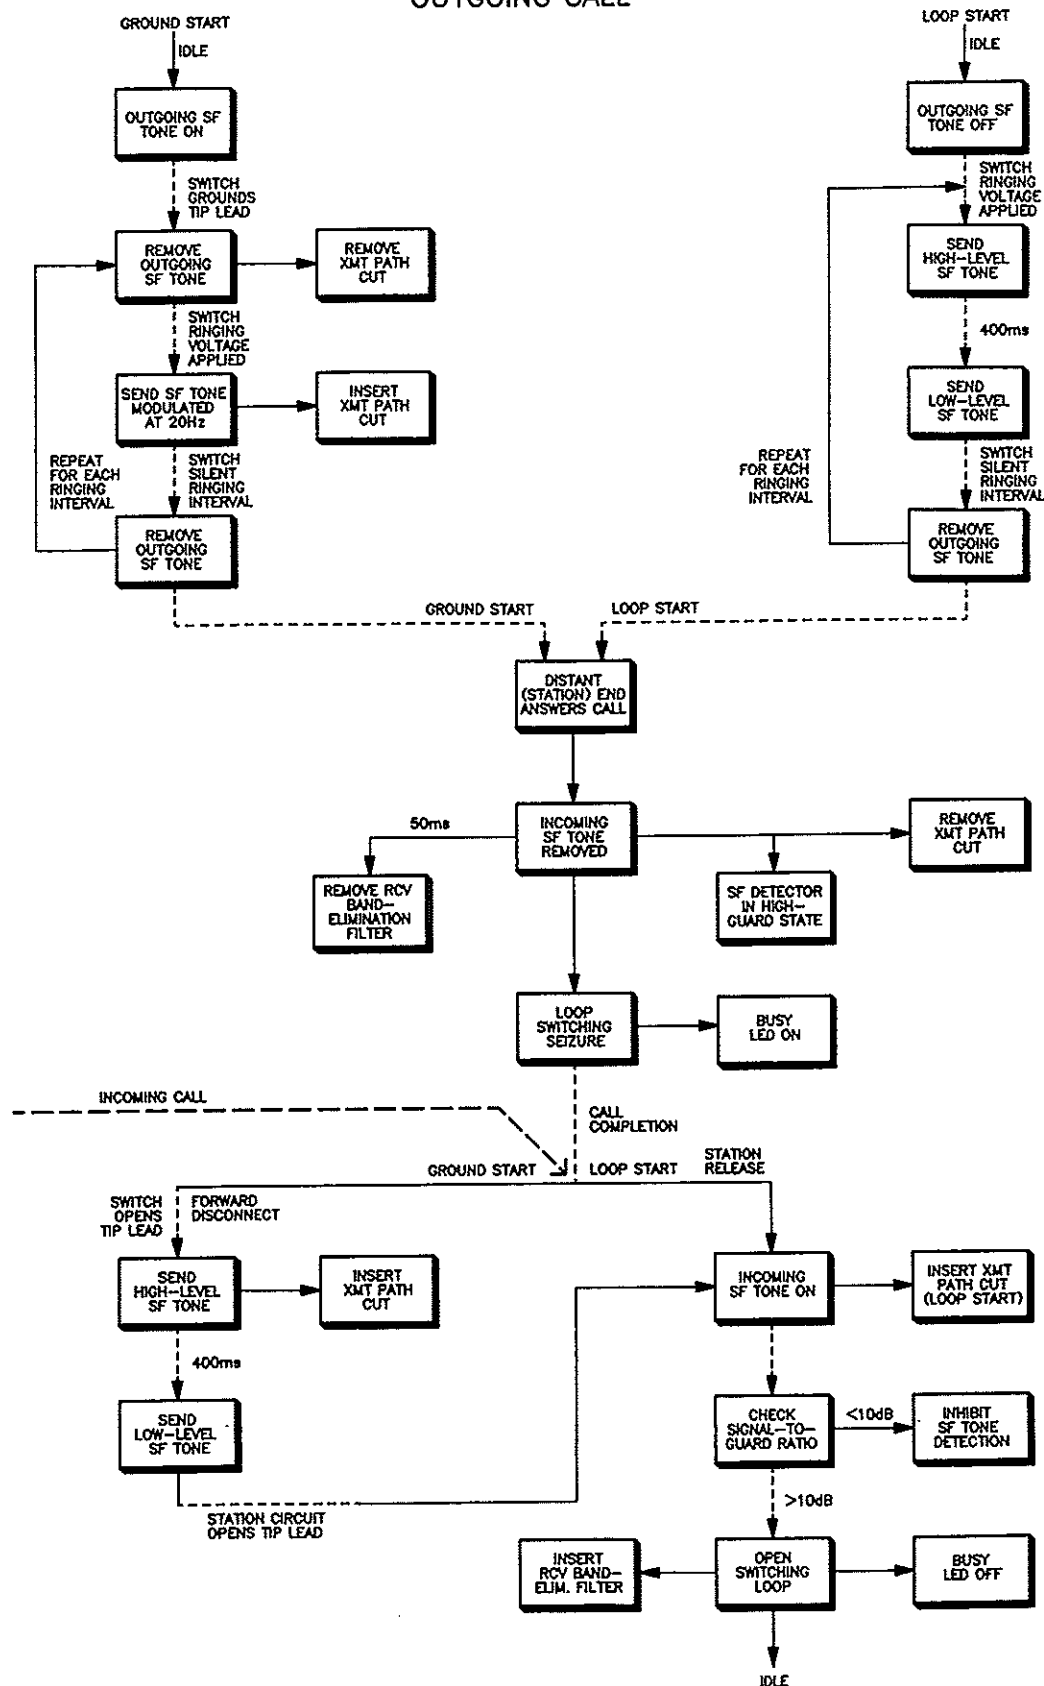 OUTGOING CALL
GROUND START
IDLE
OUTGOING SF
TONE ON
SWITCH
GROUNDS
TIP LEAD
REMOVE
OUTGOING
SF TONE
REMOVE
XMT PATH
CUT
SWITCH
RINGING
VOLTAGE
APPLIED
SEND SF TONE
MODULATED
AT 20Hz
INSERT
XMT PATH
CUT
REPEAT
FOR EACH
RINGING
INTERVAL
SWITCH
SILENT
RINGING
INTERVAL
REMOVE
OUTGOING
SF TONE
LOOP START
IDLE
OUTGOING SF
TONE OFF
SWITCH
RINGING
VOLTAGE
APPLIED
SEND
HIGH-LEVEL
SF TONE
400ms
SEND
LOW-LEVEL
SF TONE
REPEAT
FOR EACH
RINGING
INTERVAL
SWITCH
SILENT
RINGING
INTERVAL
REMOVE
OUTGOING
SF TONE
GROUND START
LOOP START
DISTANT
(STATION) END
ANSWERS CALL
50ms
INCOMING
SF TONE
REMOVED
REMOVE
XMT PATH
CUT
REMOVE RCV
BAND-
ELIMINATION
FILTER
SF DETECTOR
IN HIGH-
GUARD STATE
LOOP
SWITCHING
SEIZURE
BUSY
LED ON
INCOMING CALL
CALL
COMPLETION
GROUND START
LOOP START
STATION
RELEASE
SWITCH
OPENS
TIP LEAD
FORWARD
DISCONNECT
SEND
HIGH-LEVEL
SF TONE
INSERT
XMT PATH
CUT
INCOMING
SF TONE ON
INSERT XMT
PATH CUT
(LOOP START)
400ms
SEND
LOW-LEVEL
SF TONE
CHECK
SIGNAL-TO-
GUARD RATIO
<10dB
INHIBIT
SF TONE
DETECTION
STATION CIRCUIT
OPENS TIP LEAD
>10dB
INSERT
RCV BAND-
ELIM. FILTER
OPEN
SWITCHING
LOOP
BUSY
LED OFF
IDLE